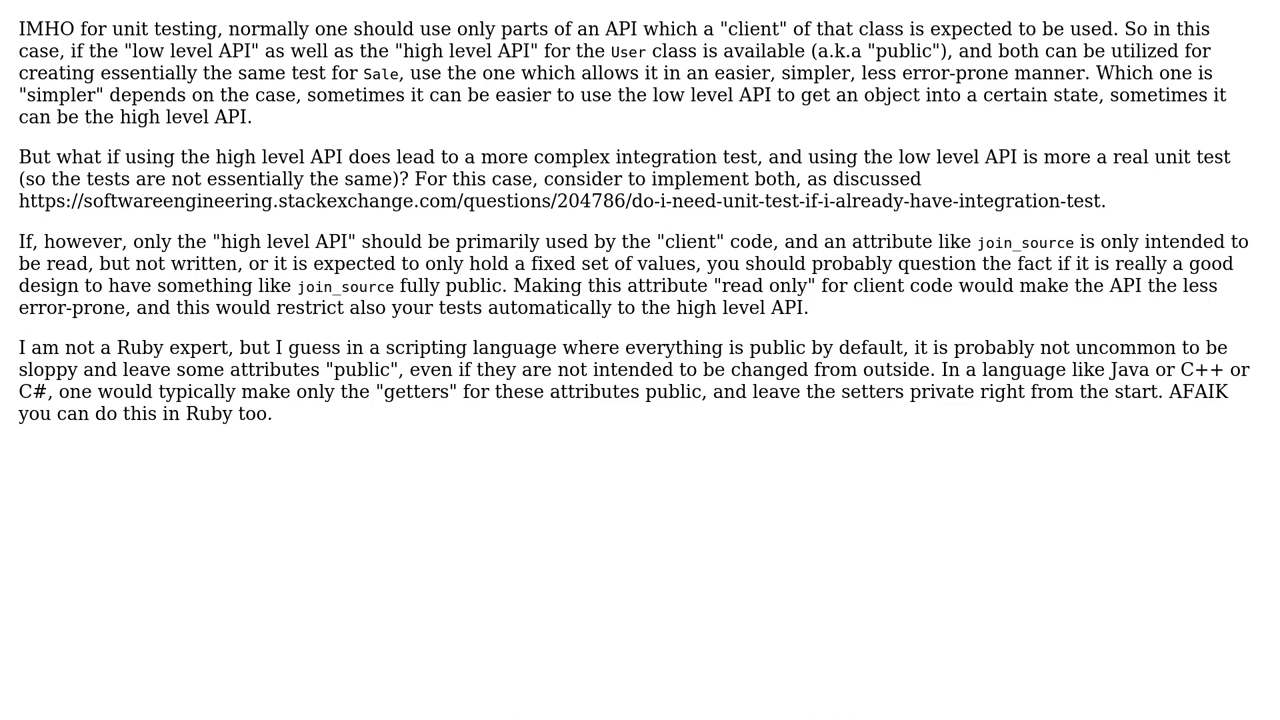 IMHO for unit testing, normally one should use only parts of an API which a "client" of that class is expected to be used. So in this
case, if the "low level API" as well as the "high level API" for the User class is available (a.k.a "public"), and both can be utilized for
creating essentially the same test for Sale, use the one which allows it in an easier, simpler, less error-prone manner. Which one is
"simpler" depends on the case, sometimes it can be easier to use the low level API to get an object into a certain state, sometimes it
can be the high level API.
But what if using the high level API does lead to a more complex integration test, and using the low level API is more a real unit test
(so the tests are not essentially the same)? For this case, consider to implement both, as discussed
https://softwareengineering.stackexchange.com/questions/204786/do-i-need-unit-test-if-i-already-have-integration-test.
If, however, only the "high level API" should be primarily used by the "client" code, and an attribute like join_source is only intended to
be read, but not written, or it is expected to only hold a fixed set of values, you should probably question the fact if it is really a good
design to have something like join_source fully public. Making this attribute "read only" for client code would make the API the less
error-prone, and this would restrict also your tests automatically to the high level API.
I am not a Ruby expert, but I guess in a scripting language where everything is public by default, it is probably not uncommon to be
sloppy and leave some attributes "public", even if they are not intended to be changed from outside. In a language like Java or C++ or
C#, one would typically make only the "getters" for these attributes public, and leave the setters private right from the start. AFAIK
you can do this in Ruby too.